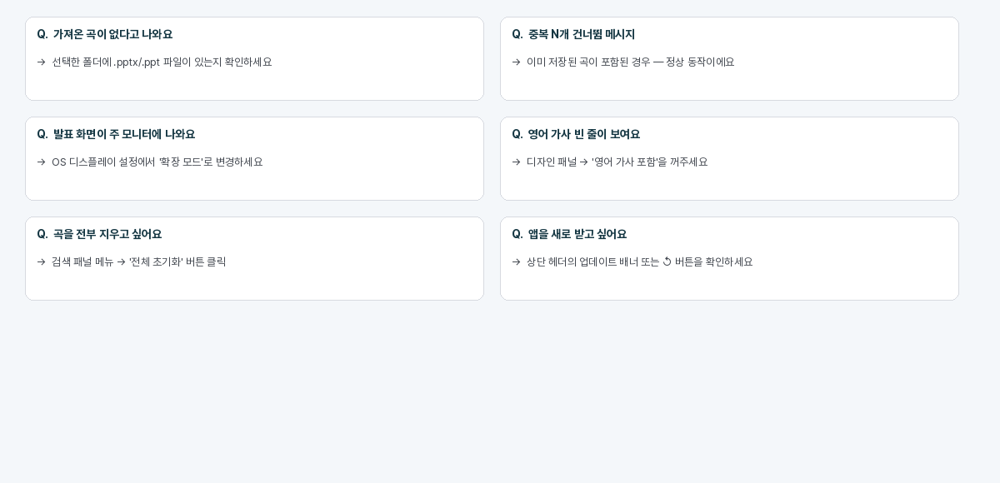 Q. 가져온 곡이 없다고 나와요
→ 선택한 폴더에 .pptx/.ppt 파일이 있는지 확인하세요
Q. 중복 N개 건너뜀 메시지
→ 이미 저장된 곡이 포함된 경우 — 정상 동작이에요
Q. 발표 화면이 주 모니터에 나와요
→ OS 디스플레이 설정에서 '확장 모드'로 변경하세요
Q. 영어 가사 빈 줄이 보여요
→ 디자인 패널 → '영어 가사 포함'을 꺼주세요
Q. 곡을 전부 지우고 싶어요
→ 검색 패널 메뉴 → '전체 초기화' 버튼 클릭
Q. 앱을 새로 받고 싶어요
→ 상단 헤더의 업데이트 배너 또는 ↺ 버튼을 확인하세요